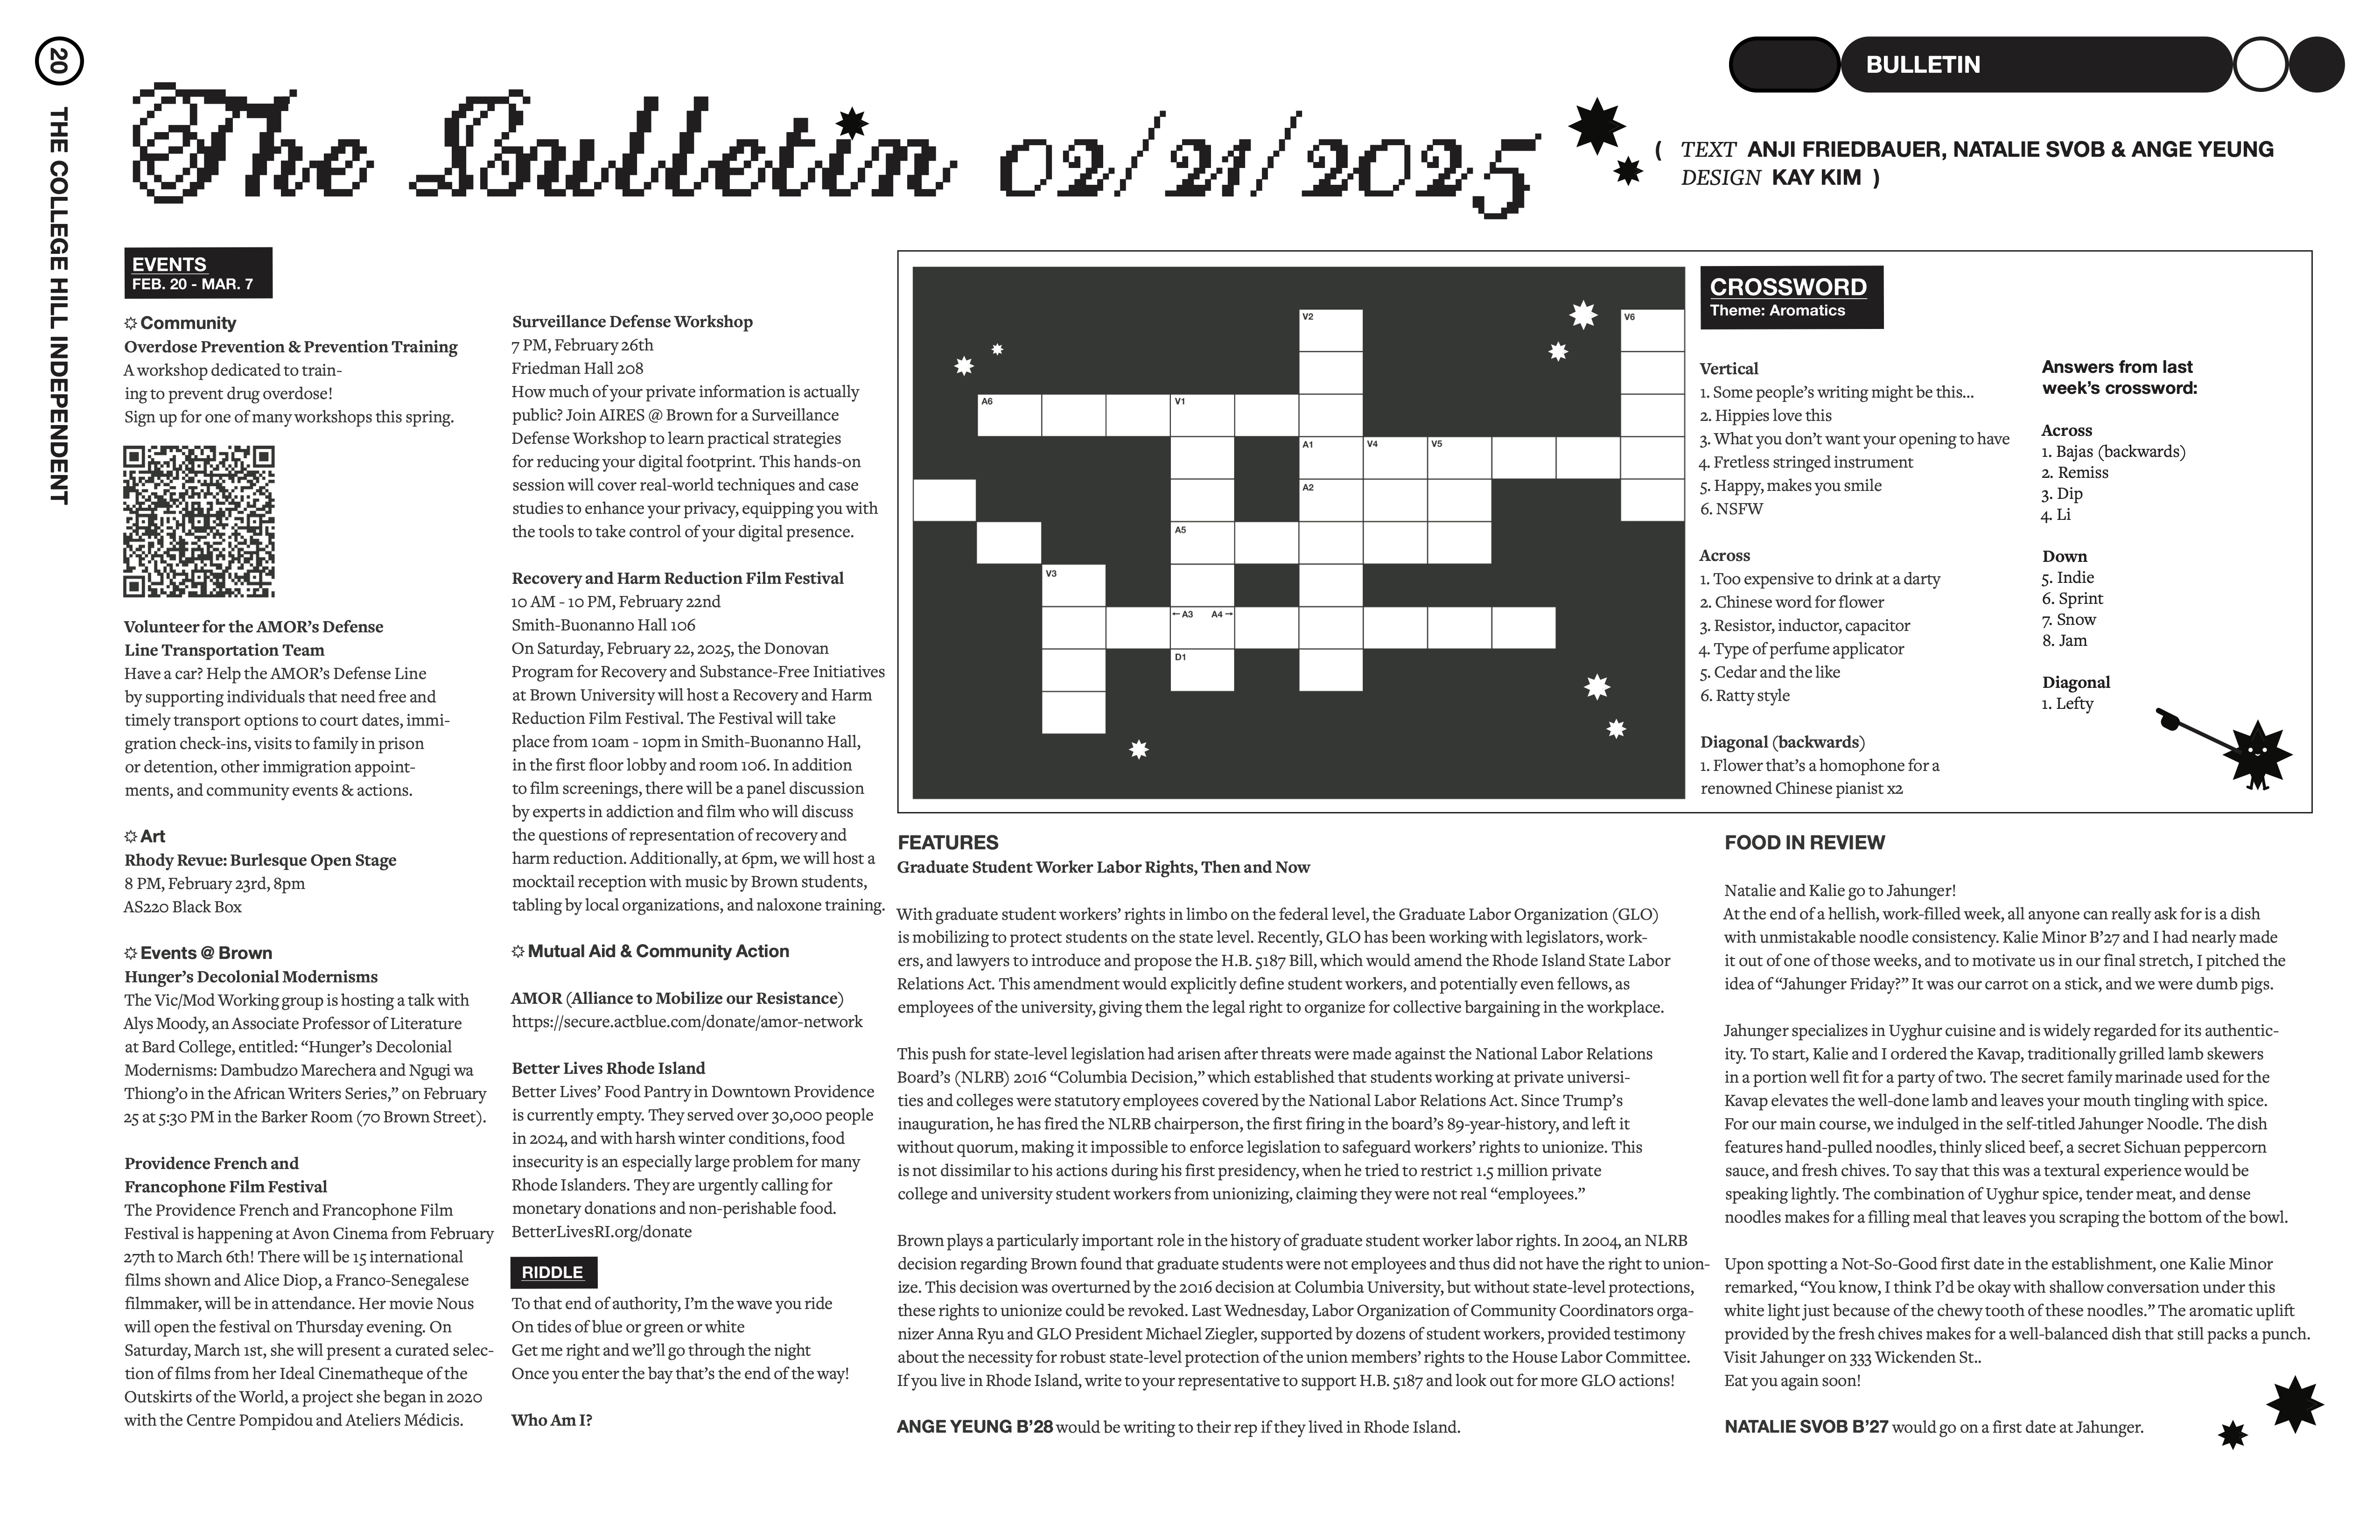 20
THE COLLEGE HILL INDEPENDENT
BULLETIN
The Bulletin 02/21/2025
( TEXT ANJI FRIEDBAUER, NATALIE SVOB & ANGE YEUNG
DESIGN KAY KIM )
EVENTS
FEB. 20 - MAR. 7
Community
Overdose Prevention & Prevention Training
A workshop dedicated to train-
ing to prevent drug overdose!
Sign up for one of many workshops this spring.
Volunteer for the AMOR’s Defense
Line Transportation Team
Have a car? Help the AMOR’s Defense Line
by supporting individuals that need free and
timely transport options to court dates, immi-
gration check-ins, visits to family in prison
or detention, other immigration appoint-
ments, and community events & actions.
Art
Rhody Revue: Burlesque Open Stage
8 PM, February 23rd, 8pm
AS220 Black Box
Events @ Brown
Hunger’s Decolonial Modernisms
The Vic/Mod Working group is hosting a talk with
Alys Moody, an Associate Professor of Literature
at Bard College, entitled: “Hunger’s Decolonial
Modernisms: Dambudzo Marechera and Ngugi wa
Thiong’o in the African Writers Series,” on February
25 at 5:30 PM in the Barker Room (70 Brown Street).
Providence French and
Francophone Film Festival
The Providence French and Francophone Film
Festival is happening at Avon Cinema from February
27th to March 6th! There will be 15 international
films shown and Alice Diop, a Franco-Senegalese
filmmaker, will be in attendance. Her movie Nous
will open the festival on Thursday evening. On
Saturday, March 1st, she will present a curated selec-
tion of films from her Ideal Cinematheque of the
Outskirts of the World, a project she began in 2020
with the Centre Pompidou and Ateliers Médicis.
Surveillance Defense Workshop
7 PM, February 26th
Friedman Hall 208
How much of your private information is actually
public? Join AIRES @ Brown for a Surveillance
Defense Workshop to learn practical strategies
for reducing your digital footprint. This hands-on
session will cover real-world techniques and case
studies to enhance your privacy, equipping you with
the tools to take control of your digital presence.
Recovery and Harm Reduction Film Festival
10 AM - 10 PM, February 22nd
Smith-Buonanno Hall 106
On Saturday, February 22, 2025, the Donovan
Program for Recovery and Substance-Free Initiatives
at Brown University will host a Recovery and Harm
Reduction Film Festival. The Festival will take
place from 10am - 10pm in Smith-Buonanno Hall,
in the first floor lobby and room 106. In addition
to film screenings, there will be a panel discussion
by experts in addiction and film who will discuss
the questions of representation of recovery and
harm reduction. Additionally, at 6pm, we will host a
mocktail reception with music by Brown students,
tabling by local organizations, and naloxone training.
Mutual Aid & Community Action
AMOR (Alliance to Mobilize our Resistance)
https://secure.actblue.com/donate/amor-network
Better Lives Rhode Island
Better Lives’ Food Pantry in Downtown Providence
is currently empty. They served over 30,000 people
in 2024, and with harsh winter conditions, food
insecurity is an especially large problem for many
Rhode Islanders. They are urgently calling for
monetary donations and non-perishable food.
BetterLivesRI.org/donate
RIDDLE
To that end of authority, I’m the wave you ride
On tides of blue or green or white
Get me right and we’ll go through the night
Once you enter the bay that’s the end of the way!
Who Am I?
V2 V6
A6 V1
A1 V4 V5
A2
A5
V3
←A3 A4→
D1
CROSSWORD
Theme: Aromatics
Vertical
1. Some people’s writing might be this...
2. Hippies love this
3. What you don’t want your opening to have
4. Fretless stringed instrument
5. Happy, makes you smile
6. NSFW
Across
1. Too expensive to drink at a darty
2. Chinese word for flower
3. Resistor, inductor, capacitor
4. Type of perfume applicator
5. Cedar and the like
6. Ratty style
Diagonal (backwards)
1. Flower that’s a homophone for a
renowned Chinese pianist x2
Answers from last
week’s crossword:
Across
1. Bajas (backwards)
2. Remiss
3. Dip
4. Li
Down
5. Indie
6. Sprint
7. Snow
8. Jam
Diagonal
1. Lefty
FEATURES
Graduate Student Worker Labor Rights, Then and Now
With graduate student workers’ rights in limbo on the federal level, the Graduate Labor Organization (GLO)
is mobilizing to protect students on the state level. Recently, GLO has been working with legislators, work-
ers, and lawyers to introduce and propose the H.B. 5187 Bill, which would amend the Rhode Island State Labor
Relations Act. This amendment would explicitly define student workers, and potentially even fellows, as
employees of the university, giving them the legal right to organize for collective bargaining in the workplace.
This push for state-level legislation had arisen after threats were made against the National Labor Relations
Board’s (NLRB) 2016 “Columbia Decision,” which established that students working at private universi-
ties and colleges were statutory employees covered by the National Labor Relations Act. Since Trump’s
inauguration, he has fired the NLRB chairperson, the first firing in the board’s 89-year-history, and left it
without quorum, making it impossible to enforce legislation to safeguard workers’ rights to unionize. This
is not dissimilar to his actions during his first presidency, when he tried to restrict 1.5 million private
college and university student workers from unionizing, claiming they were not real “employees.”
Brown plays a particularly important role in the history of graduate student worker labor rights. In 2004, an NLRB
decision regarding Brown found that graduate students were not employees and thus did not have the right to union-
ize. This decision was overturned by the 2016 decision at Columbia University, but without state-level protections,
these rights to unionize could be revoked. Last Wednesday, Labor Organization of Community Coordinators orga-
nizer Anna Ryu and GLO President Michael Ziegler, supported by dozens of student workers, provided testimony
about the necessity for robust state-level protection of the union members’ rights to the House Labor Committee.
If you live in Rhode Island, write to your representative to support H.B. 5187 and look out for more GLO actions!
ANGE YEUNG B’28 would be writing to their rep if they lived in Rhode Island.
FOOD IN REVIEW
Natalie and Kalie go to Jahunger!
At the end of a hellish, work-filled week, all anyone can really ask for is a dish
with unmistakable noodle consistency. Kalie Minor B’27 and I had nearly made
it out of one of those weeks, and to motivate us in our final stretch, I pitched the
idea of “Jahunger Friday?” It was our carrot on a stick, and we were dumb pigs.
Jahunger specializes in Uyghur cuisine and is widely regarded for its authentic-
ity. To start, Kalie and I ordered the Kavap, traditionally grilled lamb skewers
in a portion well fit for a party of two. The secret family marinade used for the
Kavap elevates the well-done lamb and leaves your mouth tingling with spice.
For our main course, we indulged in the self-titled Jahunger Noodle. The dish
features hand-pulled noodles, thinly sliced beef, a secret Sichuan peppercorn
sauce, and fresh chives. To say that this was a textural experience would be
speaking lightly. The combination of Uyghur spice, tender meat, and dense
noodles makes for a filling meal that leaves you scraping the bottom of the bowl.
Upon spotting a Not-So-Good first date in the establishment, one Kalie Minor
remarked, “You know, I think I’d be okay with shallow conversation under this
white light just because of the chewy tooth of these noodles.” The aromatic uplift
provided by the fresh chives makes for a well-balanced dish that still packs a punch.
Visit Jahunger on 333 Wickenden St..
Eat you again soon!
NATALIE SVOB B’27 would go on a first date at Jahunger.